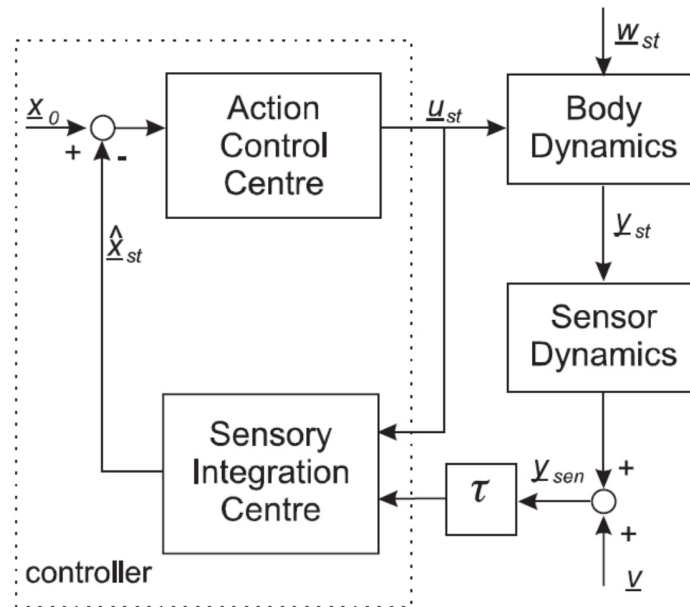 w_st
x_0
+
-
Action
Control
Centre
u_st
Body
Dynamics
x̂_st
y_st
Sensor
Dynamics
Sensory
Integration
Centre
τ
y_sen
+
+
v
controller